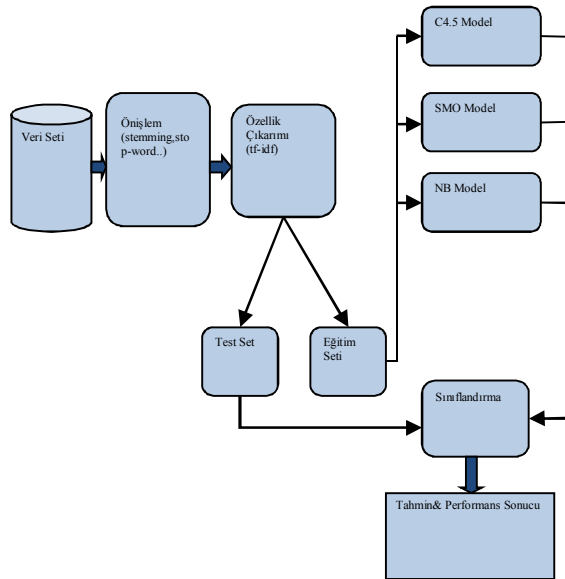 C4.5 Model
SMO Model
NB Model
Veri Seti
Önişlem
(stemming,sto
p-word..)
Özellik
Çıkarımı
(tf-idf)
Test Set
Eğitim
Seti
Sınıflandırma
Tahmin& Performans Sonucu